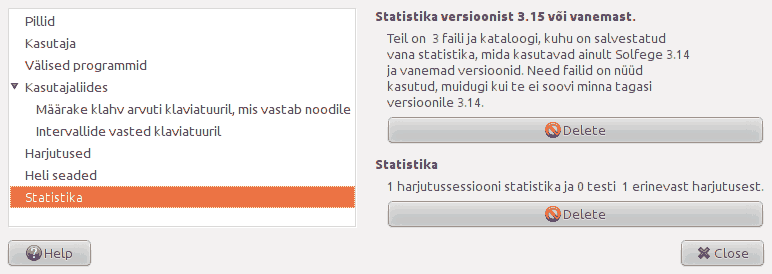 Pillid
Kasutaja
Välised programmid
Kasutajaliides
Määrake klahv arvuti klaviatuuril, mis vastab noodile
Intervallide vasted klaviatuuril
Harjutused
Heli seaded
Statistika
Statistika versioonist 3.15 või vanemast.
Teil on 3 faili ja kataloogi, kuhu on salvestatud
vana statistika, mida kasutavad ainult Solfege 3.14
ja vanemad versioonid. Need failid on nüüd
kasutud, muidugi kui te ei soovi minna tagasi
versioonile 3.14.
Delete
Statistika
1 harjutussessiooni statistika ja 0 testi 1 erinevast harjutusest.
Delete
Help
Close